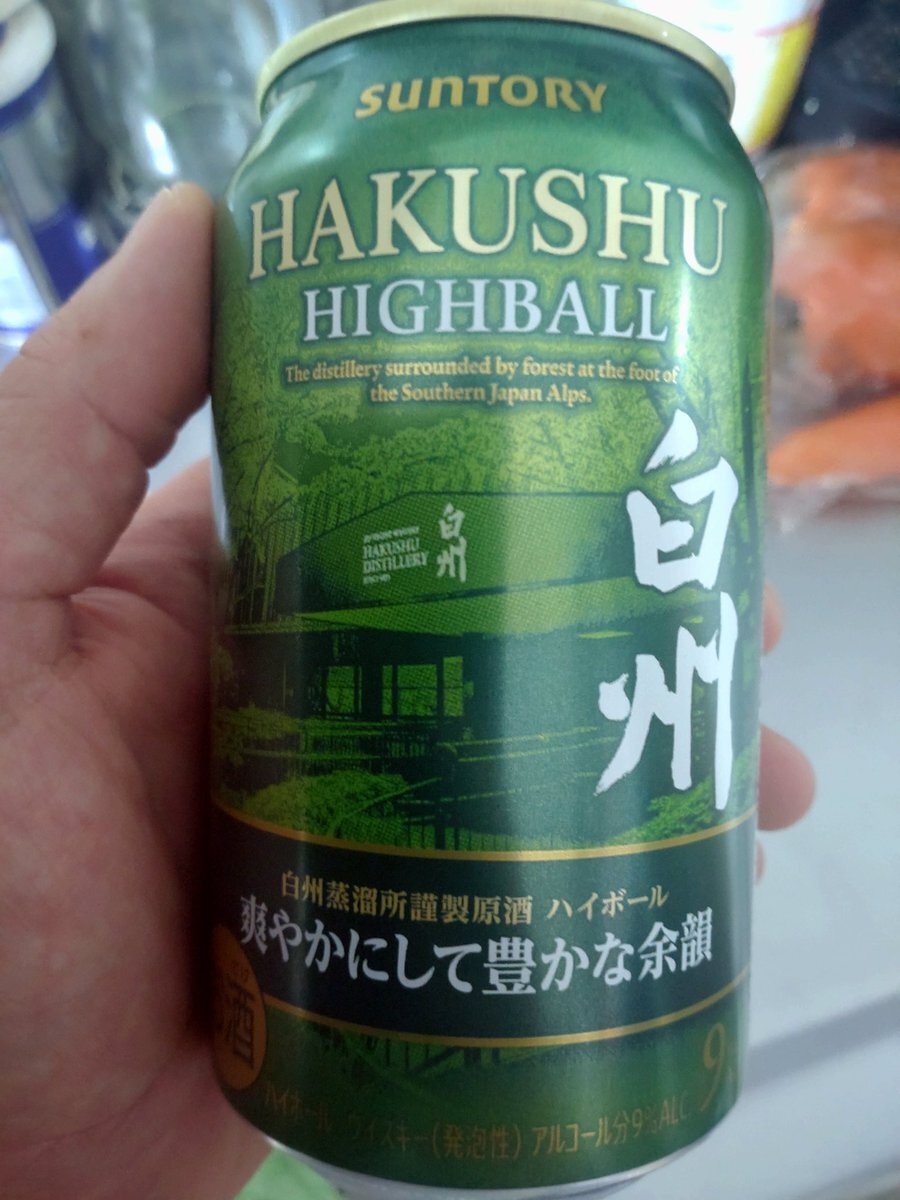 SUNTORY
HAKUSHU
HIGHBALL
The distillery surrounded by forest at the foot of
the Southern Japan Alps.
白州
HAKUSHU
DISTILLERY
白州
白州蒸溜所謹製原酒 ハイボール
爽やかにして豊かな余韻
酒
ハイボール ウイスキー(発泡性) アルコール分9%ALC.
9